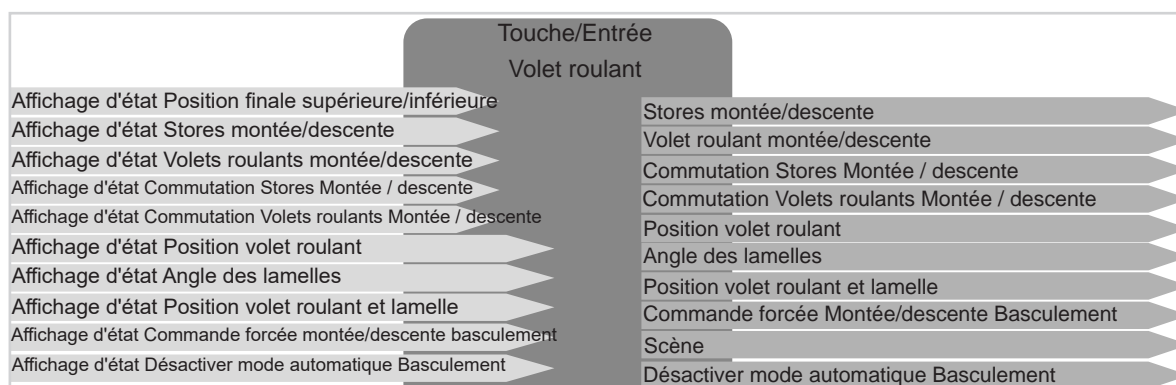 Touche/Entrée
Volet roulant
Affichage d'état Position finale supérieure/inférieure
Affichage d'état Stores montée/descente
Affichage d'état Volets roulants montée/descente
Affichage d'état Commutation Stores Montée / descente
Affichage d'état Commutation Volets roulants Montée / descente
Affichage d'état Position volet roulant
Affichage d'état Angle des lamelles
Affichage d'état Position volet roulant et lamelle
Affichage d'état Commande forcée montée/descente basculement
Affichage d'état Désactiver mode automatique Basculement
Stores montée/descente
Volet roulant montée/descente
Commutation Stores Montée / descente
Commutation Volets roulants Montée / descente
Position volet roulant
Angle des lamelles
Position volet roulant et lamelle
Commande forcée Montée/descente Basculement
Scène
Désactiver mode automatique Basculement